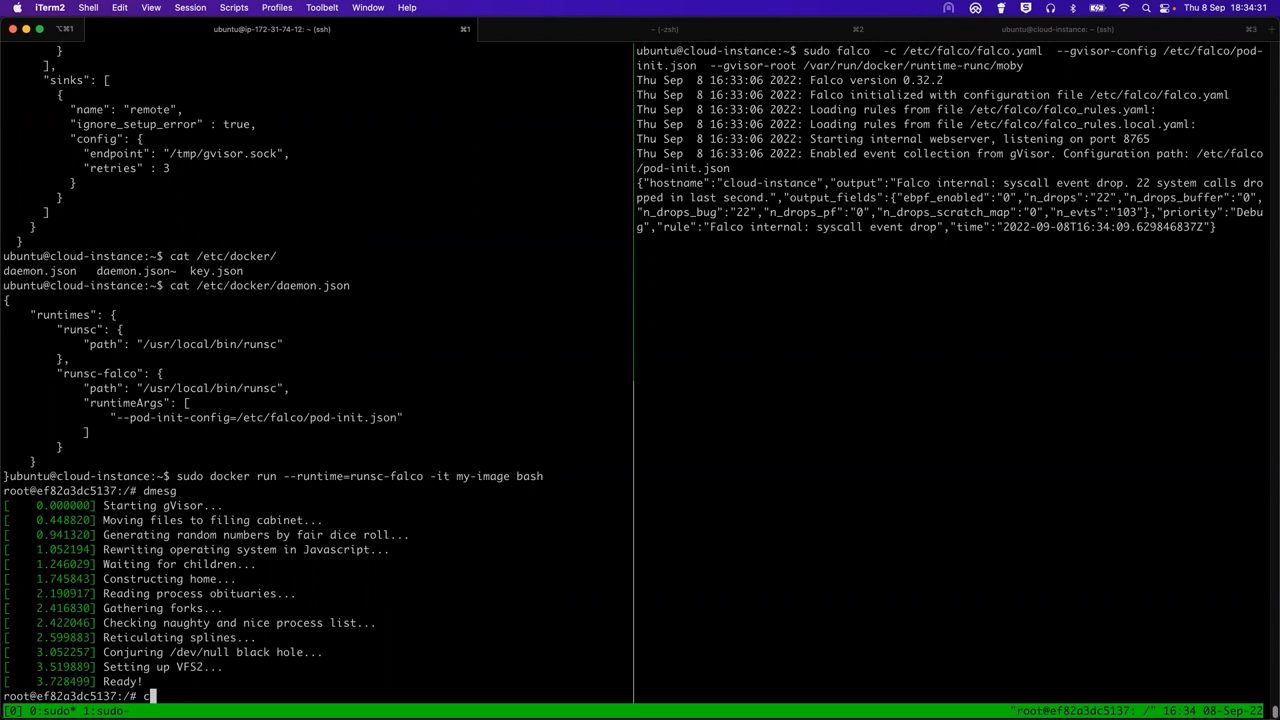 iTerm2 Shell Edit View Session Scripts Profiles Toolbelt Window Help Thu 8 Sep 18:34:31
⌥⌘1 ubuntu@ip-172-31-74-12: ~ (ssh) ⌘1 ~ (-zsh) ⌘2 ubuntu@cloud-instance: ~ (ssh) ⌘3
        }
      ],
      "sinks": [
        {
          "name": "remote",
          "ignore_setup_error" : true,
          "config": {
            "endpoint": "/tmp/gvisor.sock",
            "retries" : 3
          }
        }
      ]
    }
  }
ubuntu@cloud-instance:~$ cat /etc/docker/
daemon.json   daemon.json~  key.json
ubuntu@cloud-instance:~$ cat /etc/docker/daemon.json
{
    "runtimes": {
        "runsc": {
            "path": "/usr/local/bin/runsc"
        },
        "runsc-falco": {
            "path": "/usr/local/bin/runsc",
            "runtimeArgs": [
                "--pod-init-config=/etc/falco/pod-init.json"
            ]
        }
    }
}ubuntu@cloud-instance:~$ sudo docker run --runtime=runsc-falco -it my-image bash
root@ef82a3dc5137:/# dmesg
[    0.000000] Starting gVisor...
[    0.448820] Moving files to filing cabinet...
[    0.941320] Generating random numbers by fair dice roll...
[    1.052194] Rewriting operating system in Javascript...
[    1.246029] Waiting for children...
[    1.745843] Constructing home...
[    2.190917] Reading process obituaries...
[    2.416830] Gathering forks...
[    2.422046] Checking naughty and nice process list...
[    2.599883] Reticulating splines...
[    3.052257] Conjuring /dev/null black hole...
[    3.519889] Setting up VFS2...
[    3.728499] Ready!
root@ef82a3dc5137:/# c
ubuntu@cloud-instance:~$ sudo falco  -c /etc/falco/falco.yaml  --gvisor-config /etc/falco/pod-
init.json  --gvisor-root /var/run/docker/runtime-runc/moby
Thu Sep  8 16:33:06 2022: Falco version 0.32.2
Thu Sep  8 16:33:06 2022: Falco initialized with configuration file /etc/falco/falco.yaml
Thu Sep  8 16:33:06 2022: Loading rules from file /etc/falco/falco_rules.yaml:
Thu Sep  8 16:33:06 2022: Loading rules from file /etc/falco/falco_rules.local.yaml:
Thu Sep  8 16:33:06 2022: Starting internal webserver, listening on port 8765
Thu Sep  8 16:33:06 2022: Enabled event collection from gVisor. Configuration path: /etc/falco
/pod-init.json
{"hostname":"cloud-instance","output":"Falco internal: syscall event drop. 22 system calls dro
pped in last second.","output_fields":{"ebpf_enabled":"0","n_drops":"22","n_drops_buffer":"0",
"n_drops_bug":"22","n_drops_pf":"0","n_drops_scratch_map":"0","n_evts":"103"},"priority":"Debu
g","rule":"Falco internal: syscall event drop","time":"2022-09-08T16:34:09.629846837Z"}
[0] 0:sudo* 1:sudo- "root@ef82a3dc5137: /" 16:34 08-Sep-22